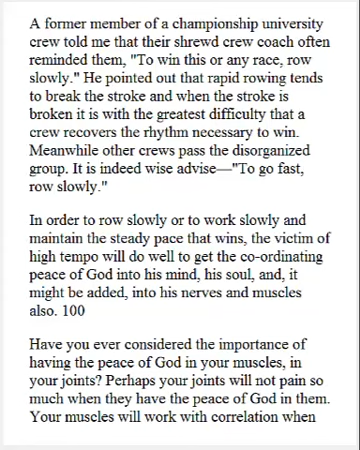 A former member of a championship university
crew told me that their shrewd crew coach often
reminded them, "To win this or any race, row
slowly." He pointed out that rapid rowing tends
to break the stroke and when the stroke is
broken it is with the greatest difficulty that a
crew recovers the rhythm necessary to win.
Meanwhile other crews pass the disorganized
group. It is indeed wise advise—"To go fast,
row slowly."
In order to row slowly or to work slowly and
maintain the steady pace that wins, the victim of
high tempo will do well to get the co-ordinating
peace of God into his mind, his soul, and, it
might be added, into his nerves and muscles
also. 100
Have you ever considered the importance of
having the peace of God in your muscles, in
your joints? Perhaps your joints will not pain so
much when they have the peace of God in them.
Your muscles will work with correlation when